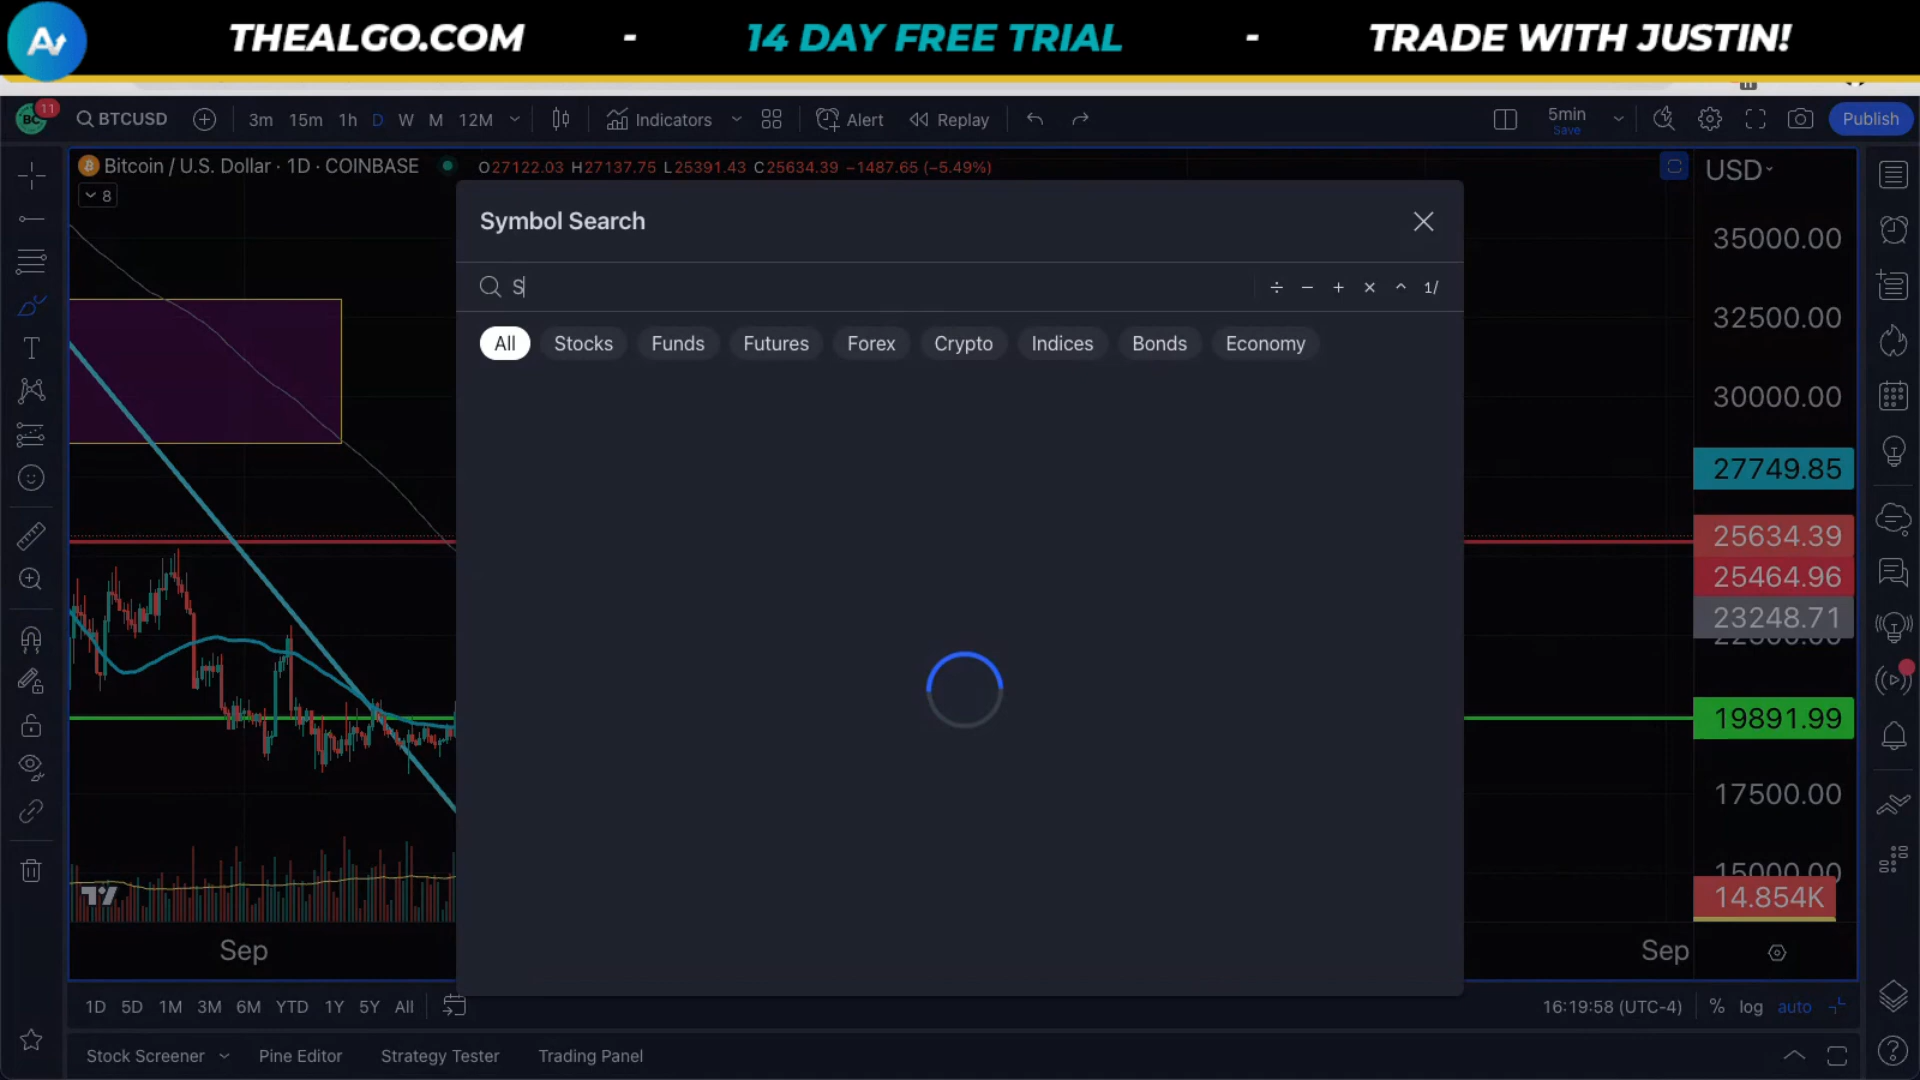 THEALGO.COM - 14 DAY FREE TRIAL - TRADE WITH JUSTIN!
11
BTCUSD 3m 15m 1h D W M 12M Indicators Alert Replay 5min Save Publish
Bitcoin / U.S. Dollar · 1D · COINBASE O27122.03 H27137.75 L25391.43 C25634.39 −1487.65 (−5.49%) USD
8
Symbol Search
S ÷ − + × ^ 1/
All Stocks Funds Futures Forex Crypto Indices Bonds Economy
35000.00
32500.00
30000.00
27749.85
25634.39
25464.96
23248.71
19891.99
17500.00
15000.00
14.854K
Sep Sep
1D 5D 1M 3M 6M YTD 1Y 5Y All 16:19:58 (UTC-4) % log auto
Stock Screener Pine Editor Strategy Tester Trading Panel